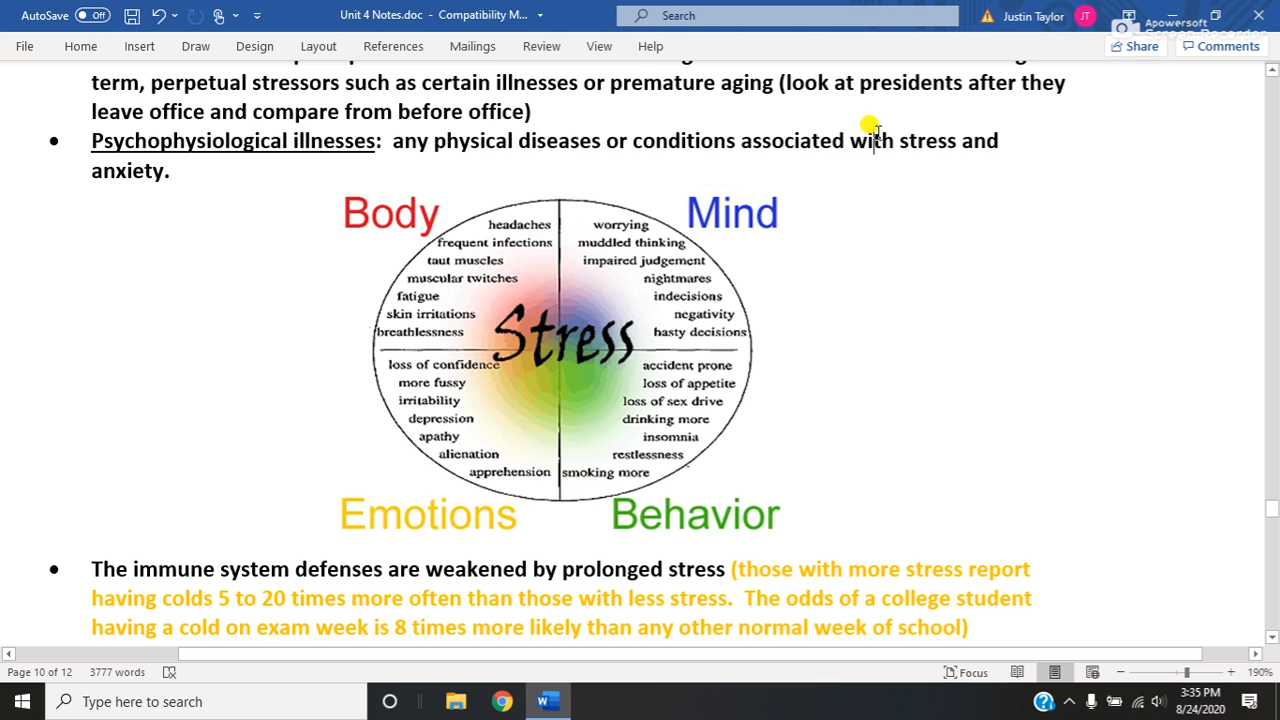 AutoSave Off Unit 4 Notes.doc - Compatibility M... Search Justin Taylor JT
Apowersoft
Screen Recorder
File Home Insert Draw Design Layout References Mailings Review View Help Share Comments
term, perpetual stressors such as certain illnesses or premature aging (look at presidents after they
leave office and compare from before office)
• Psychophysiological illnesses: any physical diseases or conditions associated with stress and
anxiety.
Body
headaches
frequent infections
taut muscles
muscular twitches
fatigue
skin irritations
breathlessness
Mind
worrying
muddled thinking
impaired judgement
nightmares
indecisions
negativity
hasty decisions
Stress
loss of confidence
more fussy
irritability
depression
apathy
alienation
apprehension
Emotions
accident prone
loss of appetite
loss of sex drive
drinking more
insomnia
restlessness
smoking more
Behavior
• The immune system defenses are weakened by prolonged stress (those with more stress report
having colds 5 to 20 times more often than those with less stress. The odds of a college student
having a cold on exam week is 8 times more likely than any other normal week of school)
Page 10 of 12 3777 words Focus 190%
Type here to search
3:35 PM
8/24/2020